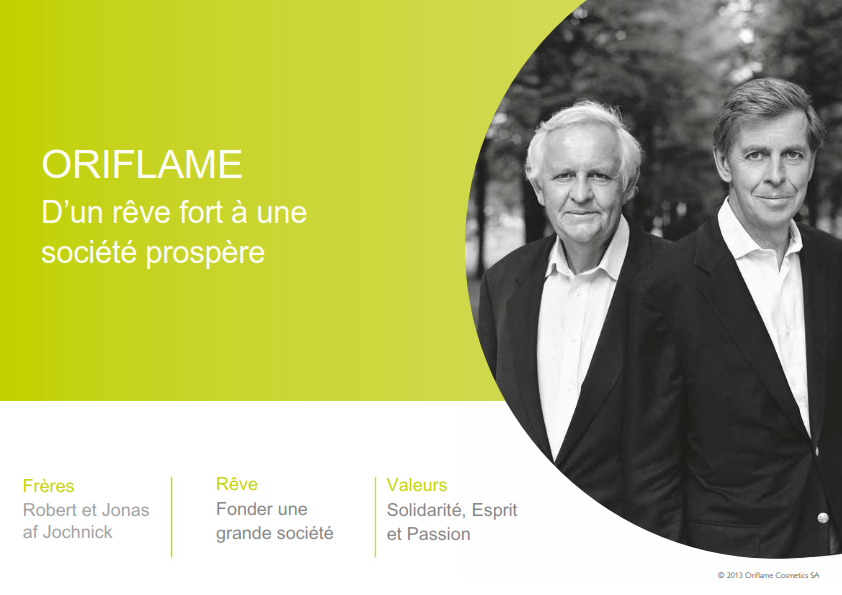 ORIFLAME
D'un rêve fort à une
société prospère
Frères
Robert et Jonas
af Jochnick
Rêve
Fonder une
grande société
Valeurs
Solidarité, Esprit
et Passion
© 2013 Oriflame Cosmetics SA